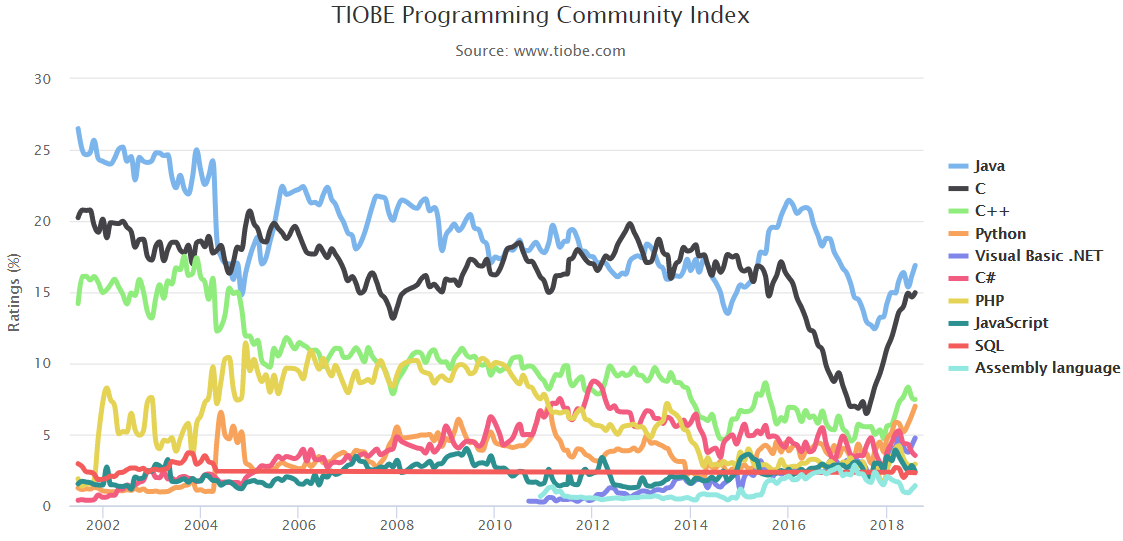 TIOBE Programming Community Index
Source: www.tiobe.com
Ratings (%)
30
25
20
15
10
5
0
2002 2004 2006 2008 2010 2012 2014 2016 2018
Java
C
C++
Python
Visual Basic .NET
C#
PHP
JavaScript
SQL
Assembly language